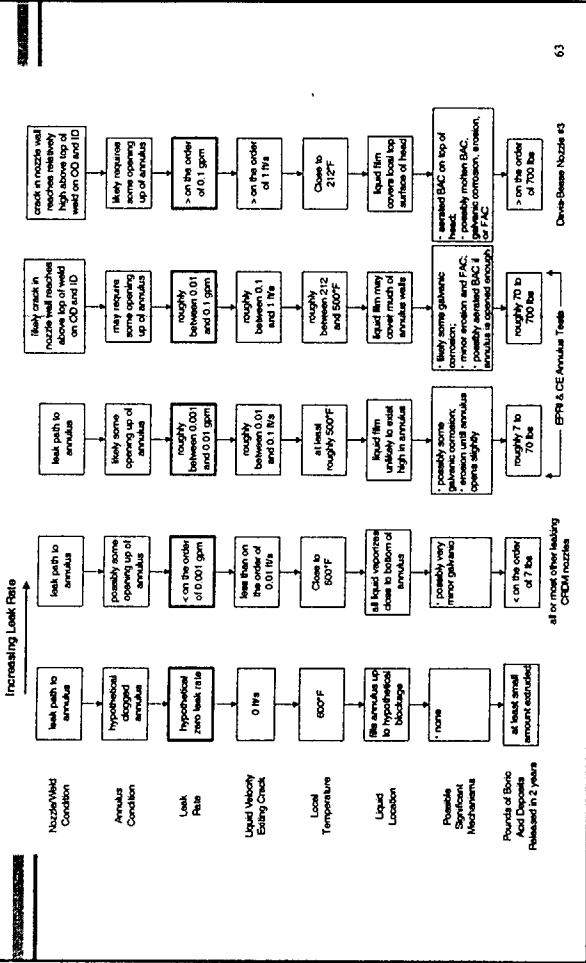 Increasing Leak Rate
Nozzle/Weld
Condition
leak path to
annulus
leak path to
annulus
leak path to
annulus
likely crack in
nozzle wall reaches
above top of weld
on OD and ID
crack in nozzle wall
reaches relatively
high above top of
weld on OD and ID
Annulus
Condition
hypothetical
clogged
annulus
possibly some
opening up of
annulus
likely some
opening up of
annulus
may require
some opening
up of annulus
likely requires
some opening
up of annulus
Leak
Rate
hypothetical
zero leak rate
< on the order
of 0.001 gpm
roughly
between 0.001
and 0.01 gpm
roughly
between 0.01
and 0.1 gpm
> on the order
of 0.1 gpm
Liquid Velocity
Exiting Crack
0 ft/s
less than on
the order of
0.01 ft/s
roughly
between 0.01
and 0.1 ft/s
roughly
between 0.1
and 1 ft/s
> on the order
of 1 ft/s
Local
Temperature
600°F
Close to
600°F
at least
roughly 500°F
roughly
between 212
and 500°F
Close to
212°F
Liquid
Location
fills annulus up
to hypothetical
blockage
all liquid vaporizes
close to bottom of
annulus
liquid film
unlikely to exist
high in annulus
liquid film may
cover much of
annulus walls
liquid film
covers local top
surface of head
Possible
Significant
Mechanisms
• none
• possibly very
minor galvanic
• possibly some
galvanic corrosion;
• erosion until annulus
opens slightly
• likely some galvanic
corrosion;
• minor erosion and FAC;
• possibly aerated BAC if
annulus is opened enough
• aerated BAC on top of
head;
• possibly molten BAC,
galvanic corrosion, erosion,
or FAC
Pounds of Boric
Acid Deposits
Released in 2 years
at least small
amount extruded
< on the order
of 7 lbs
roughly 7 to
70 lbs
roughly 70 to
700 lbs
> on the order
of 700 lbs
all or most other leaking
CRDM nozzles
EPRI & CE Annulus Tests
Davis-Besse Nozzle #3
63